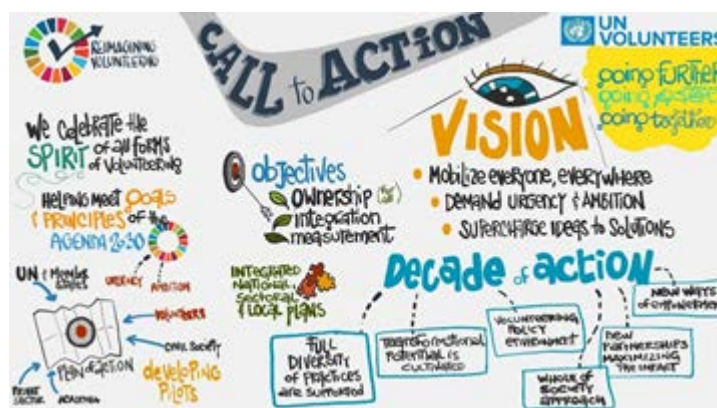 REIMAGINING
VOLUNTEERING
CALL to ACTION
UN
VOLUNTEERS
going FURTHER
going FASTER
going together
We celebrate the
SPIRIT of all forms
of volunteering
HELPING MEET goals
& PRINCIPLES of the
AGENDA 2030
URGENCY
AMBITION
UN & Member
STATES
VOLUNTEERS
CIVIL SOCIETY
PLAN of ACTION
PRIVATE
SECTOR
ACADEMIA
developing
PILOTS
objectives
OWNERSHIP
integration
measurement
INTEGRATED
NATIONAL,
SECTORAL
& LOCAL PLANS
VISION
• Mobilize everyone, everywhere
• DEMAND URGENCY & AMBITION
• SUPERCHARGE IDEAS to SOLUTIONS
DECADE of action
FULL
DIVERSITY
OF PRACTICES
ARE SUPPORTED
TRANSFORMATIONAL
POTENTIAL IS
CULTIVATED
VOLUNTEERING
POLICY
ENVIRONMENT
WHOLE OF
SOCIETY
APPROACH
NEW
PARTNERSHIPS
MAXIMIZING
THE IMPACT
NEW WAYS
OF EMPOWERMENT